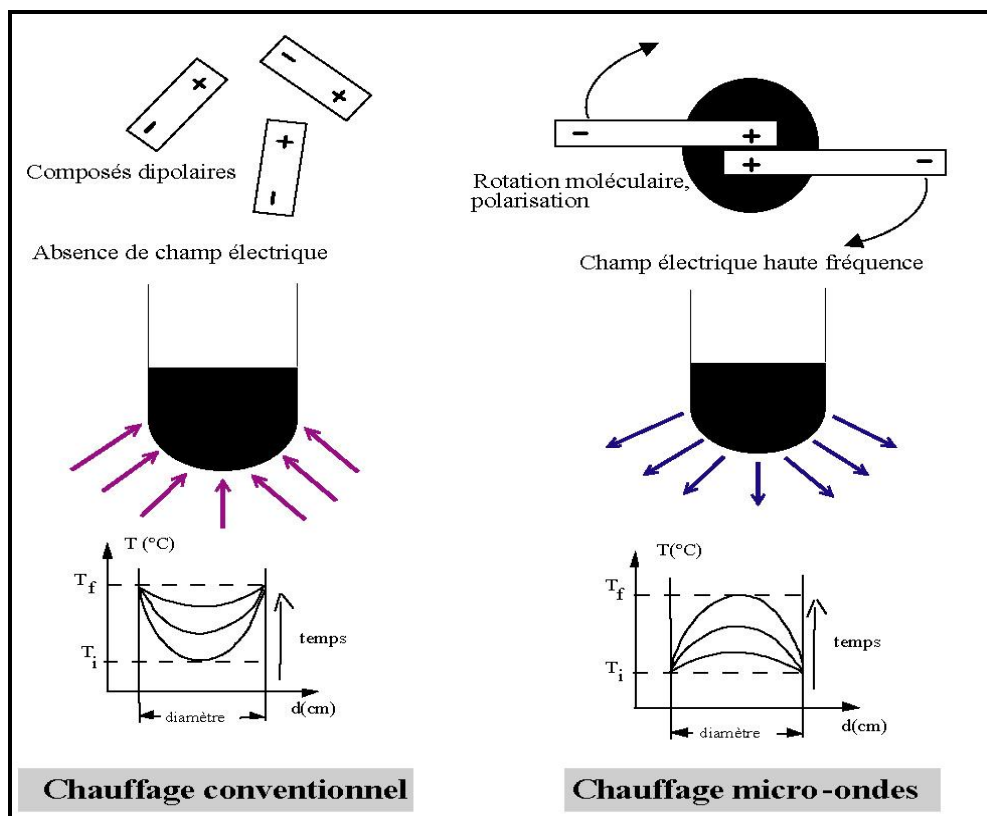 Composés dipolaires
Absence de champ électrique
T (°C)
T f
T i
temps
d(cm)
diamètre
Chauffage conventionnel
Rotation moléculaire,
polarisation
Champ électrique haute fréquence
T(°C)
T f
T i
temps
d(cm)
diamètre
Chauffage micro-ondes